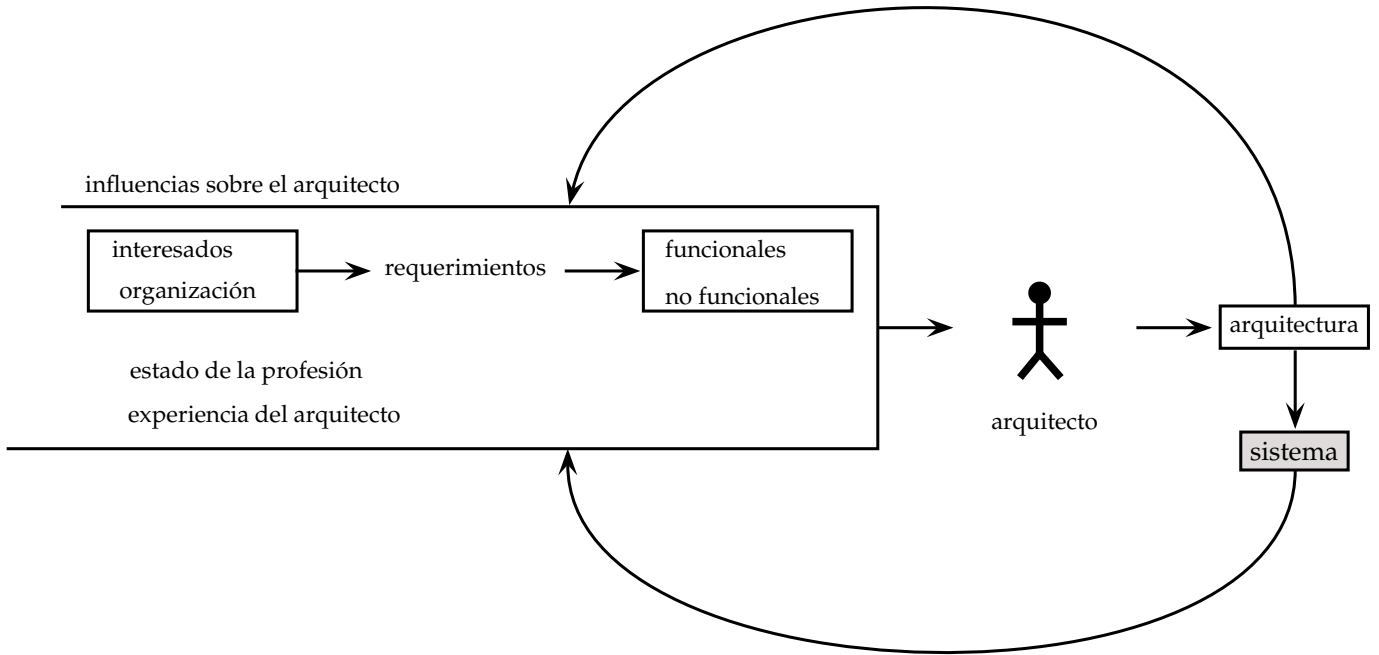 influencias sobre el arquitecto
interesados
organización
requerimientos
funcionales
no funcionales
estado de la profesión
experiencia del arquitecto
arquitecto
arquitectura
sistema